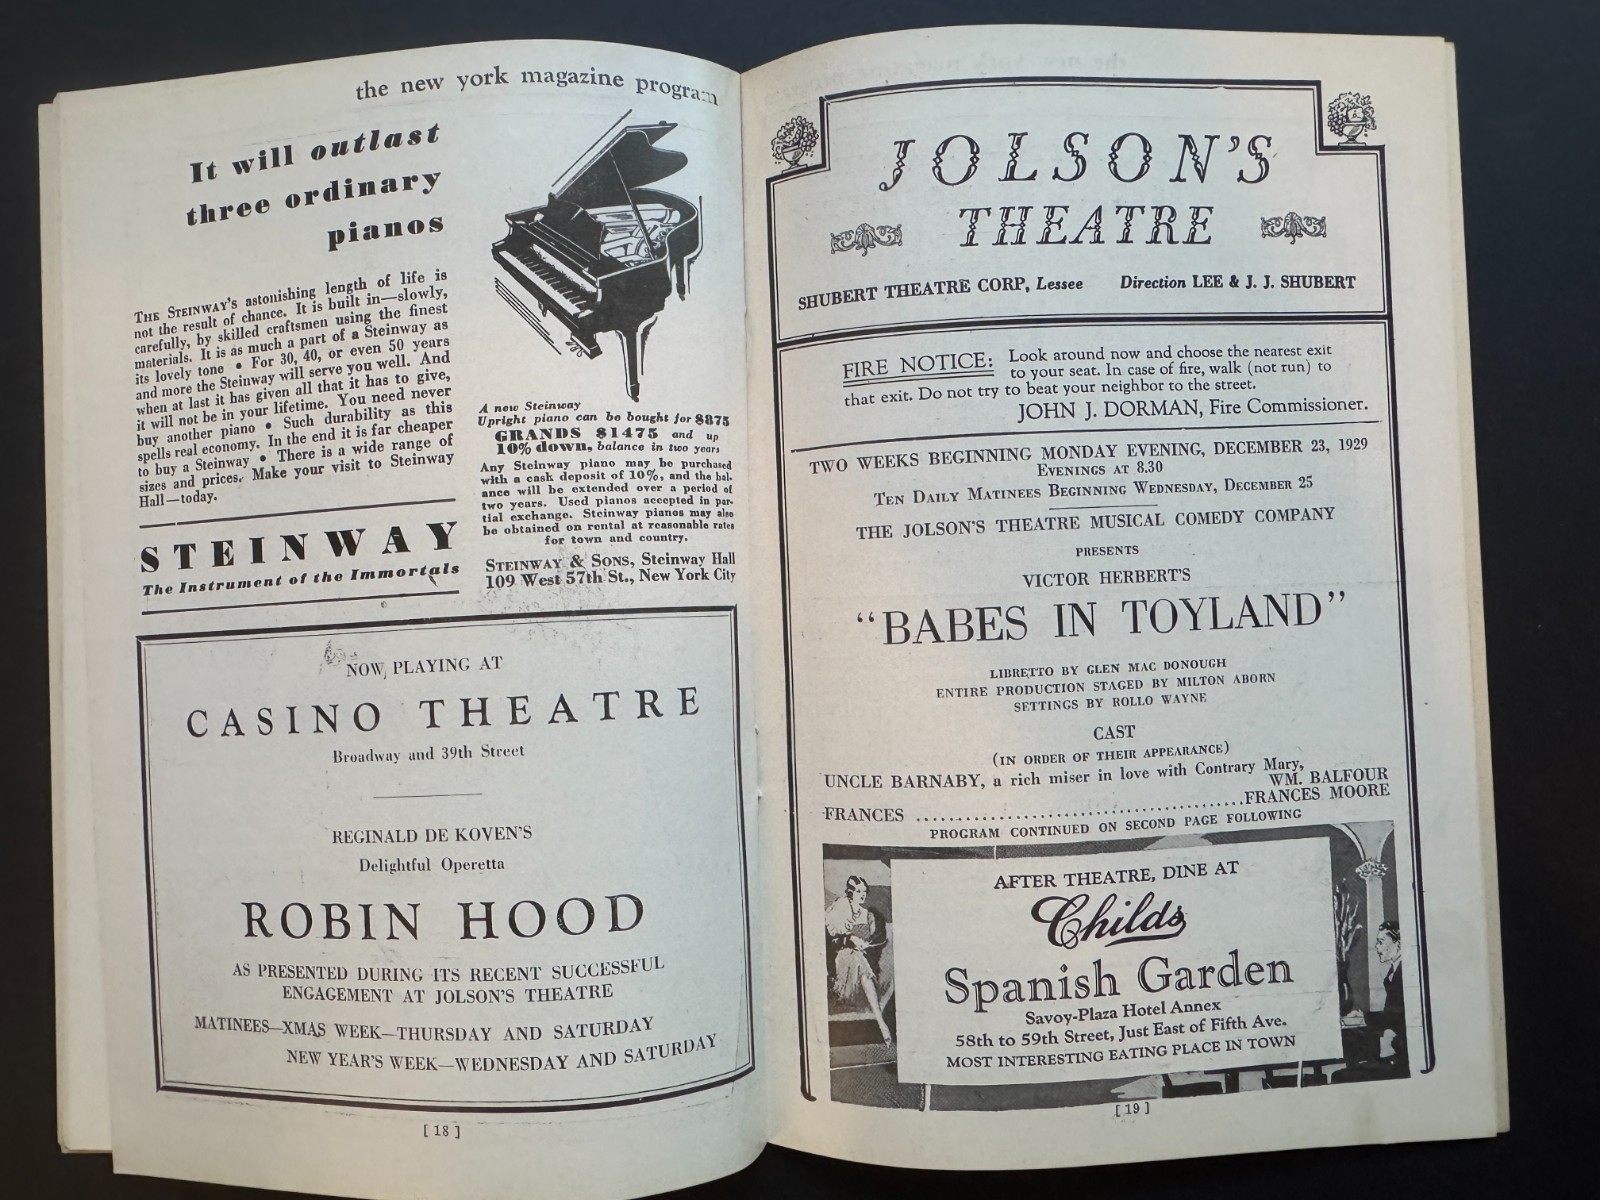 the new york magazine program
It will outlast
three ordinary
pianos
THE STEINWAY'S astonishing length of life is
not the result of chance. It is built in—slowly,
carefully, by skilled craftsmen using the finest
materials. It is as much a part of a Steinway as
its lovely tone • For 30, 40, or even 50 years
and more the Steinway will serve you well. And
when at last it has given all that it has to give,
it will not be in your lifetime. You need never
buy another piano • Such durability as this
spells real economy. In the end it is far cheaper
to buy a Steinway • There is a wide range of
sizes and prices. Make your visit to Steinway
Hall—today.
STEINWAY
The Instrument of the Immortals
A new Steinway
Upright piano can be bought for $875
GRANDS $1475 and up
10% down, balance in two years
Any Steinway piano may be purchased
with a cash deposit of 10%, and the bal-
ance will be extended over a period of
two years. Used pianos accepted in par-
tial exchange. Steinway pianos may also
be obtained on rental at reasonable rates
for town and country.
STEINWAY & SONS, Steinway Hall
109 West 57th St., New York City
NOW PLAYING AT
CASINO THEATRE
Broadway and 39th Street
REGINALD DE KOVEN'S
Delightful Operetta
ROBIN HOOD
AS PRESENTED DURING ITS RECENT SUCCESSFUL
ENGAGEMENT AT JOLSON'S THEATRE
MATINEES—XMAS WEEK—THURSDAY AND SATURDAY
NEW YEAR'S WEEK—WEDNESDAY AND SATURDAY
[ 18 ]
JOLSON'S
THEATRE
SHUBERT THEATRE CORP, Lessee Direction LEE & J. J. SHUBERT
FIRE NOTICE: Look around now and choose the nearest exit
to your seat. In case of fire, walk (not run) to
that exit. Do not try to beat your neighbor to the street.
JOHN J. DORMAN, Fire Commissioner.
TWO WEEKS BEGINNING MONDAY EVENING, DECEMBER 23, 1929
EVENINGS AT 8.30
TEN DAILY MATINEES BEGINNING WEDNESDAY, DECEMBER 25
THE JOLSON'S THEATRE MUSICAL COMEDY COMPANY
PRESENTS
VICTOR HERBERT'S
"BABES IN TOYLAND"
LIBRETTO BY GLEN MAC DONOUGH
ENTIRE PRODUCTION STAGED BY MILTON ABORN
SETTINGS BY ROLLO WAYNE
CAST
(IN ORDER OF THEIR APPEARANCE)
UNCLE BARNABY, a rich miser in love with Contrary Mary,
WM. BALFOUR
FRANCES ........................................FRANCES MOORE
PROGRAM CONTINUED ON SECOND PAGE FOLLOWING
AFTER THEATRE, DINE AT
Childs
Spanish Garden
Savoy-Plaza Hotel Annex
58th to 59th Street, Just East of Fifth Ave.
MOST INTERESTING EATING PLACE IN TOWN
[ 19 ]